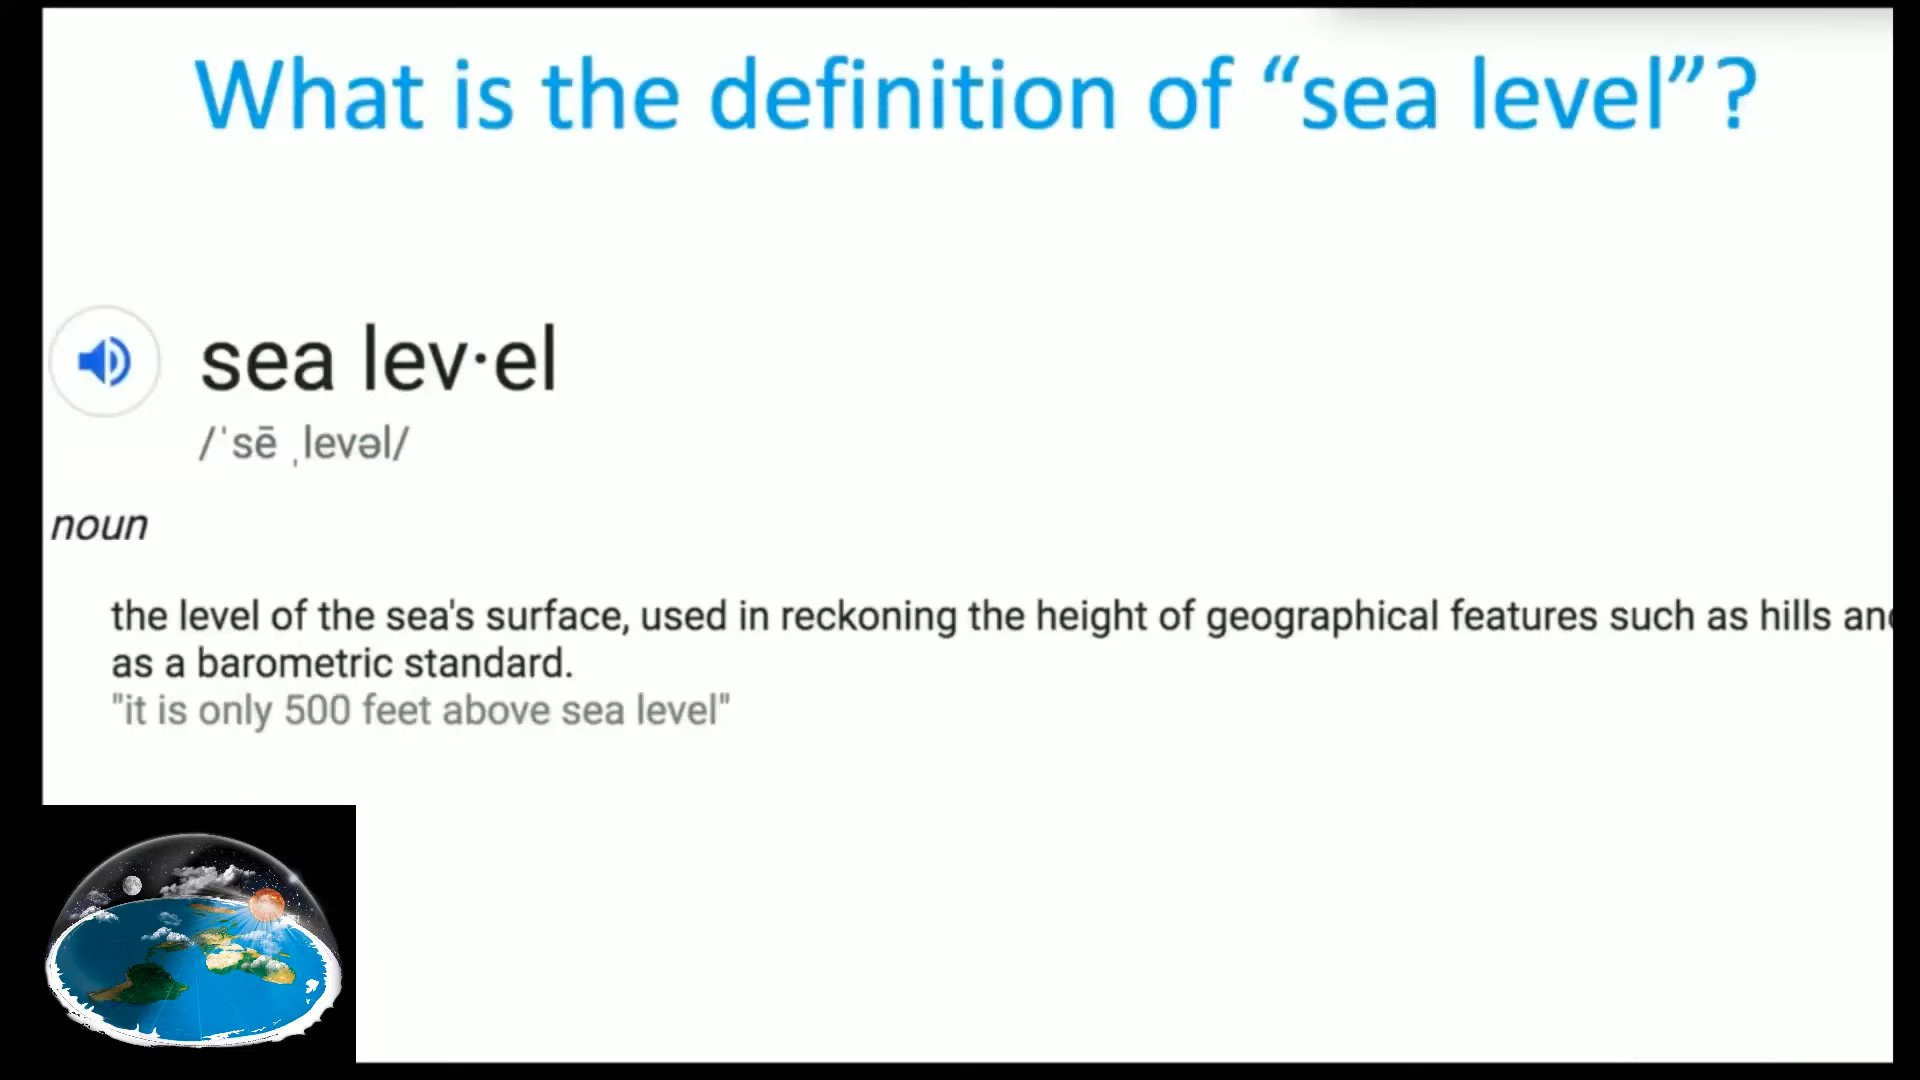 What is the definition of “sea level”?
sea lev·el
/ˈsē ˌlevəl/
noun
the level of the sea's surface, used in reckoning the height of geographical features such as hills
as a barometric standard.
"it is only 500 feet above sea level"